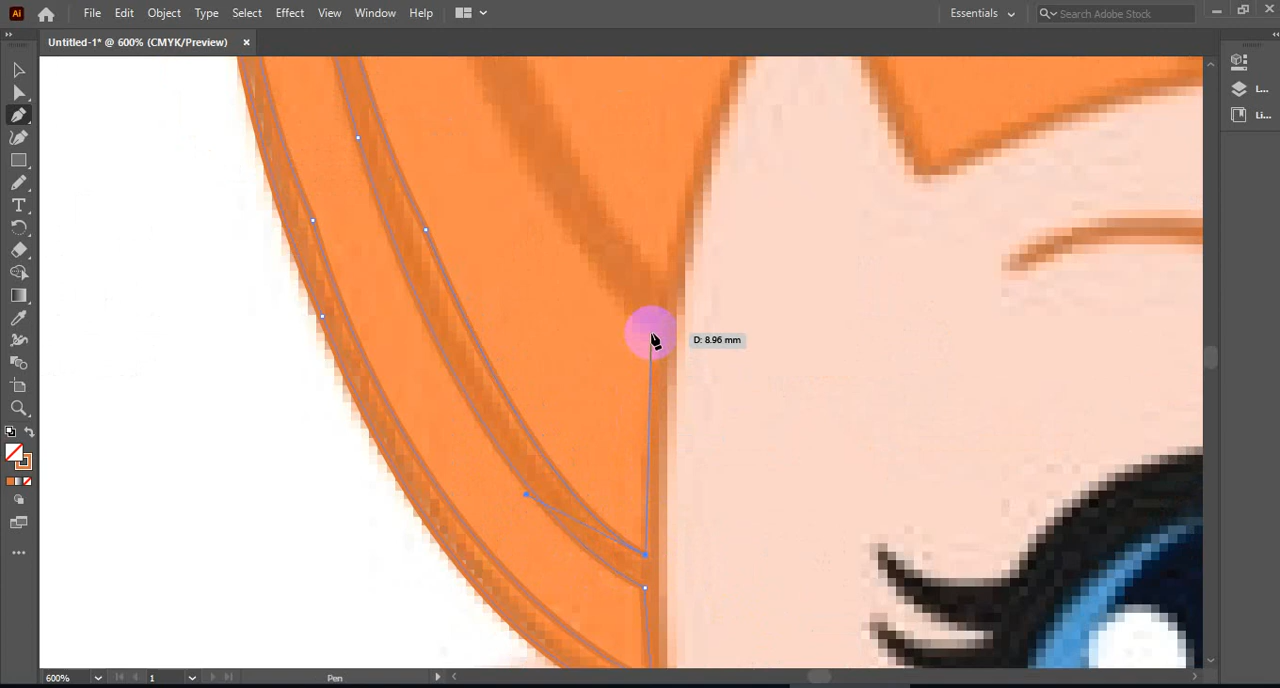 Ai File Edit Object Type Select Effect View Window Help Essentials Search Adobe Stock
Untitled-1* @ 600% (CMYK/Preview) ×
L...
Li...
D: 8.96 mm
600% 1 Pen